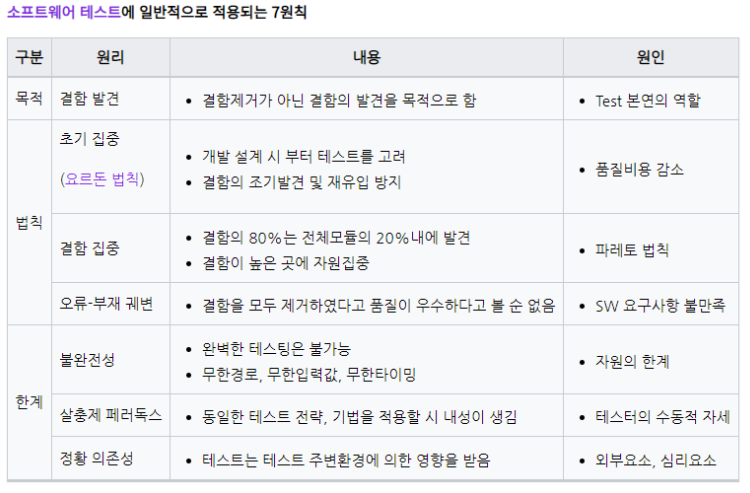 소프트웨어 테스트에 일반적으로 적용되는 7원칙
구분 원리 내용 원인
목적 결함 발견 • 결함제거가 아닌 결함의 발견을 목적으로 함 • Test 본연의 역할
법칙 초기 집중
(요르돈 법칙)
• 개발 설계 시 부터 테스트를 고려
• 결함의 조기발견 및 재유입 방지
• 품질비용 감소
결함 집중
• 결함의 80%는 전체모듈의 20%내에 발견
• 결함이 높은 곳에 자원집중
• 파레토 법칙
오류-부재 궤변 • 결함을 모두 제거하였다고 품질이 우수하다고 볼 순 없음 • SW 요구사항 불만족
한계 불완전성
• 완벽한 테스팅은 불가능
• 무한경로, 무한입력값, 무한타이밍
• 자원의 한계
살충제 페러독스 • 동일한 테스트 전략, 기법을 적용할 시 내성이 생김 • 테스터의 수동적 자세
정황 의존성 • 테스트는 테스트 주변환경에 의한 영향을 받음 • 외부요소, 심리요소